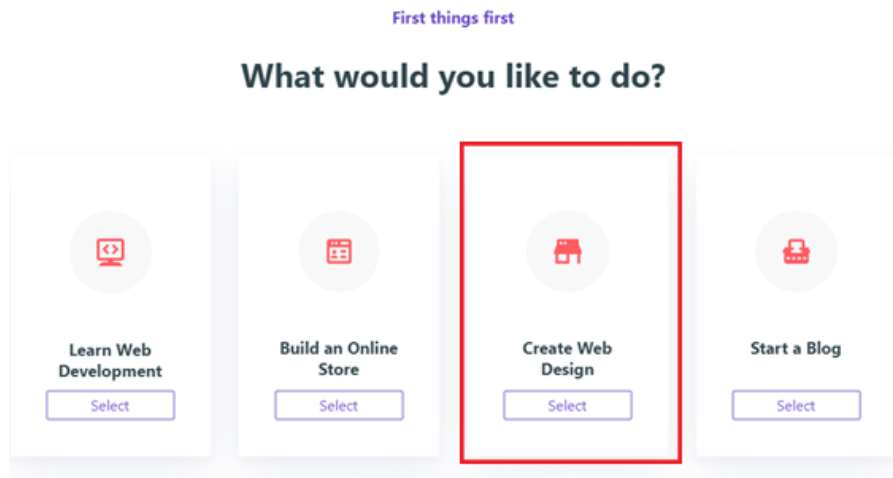 First things first
What would you like to do?
Learn Web
Development
Select
Build an Online
Store
Select
Create Web
Design
Select
Start a Blog
Select